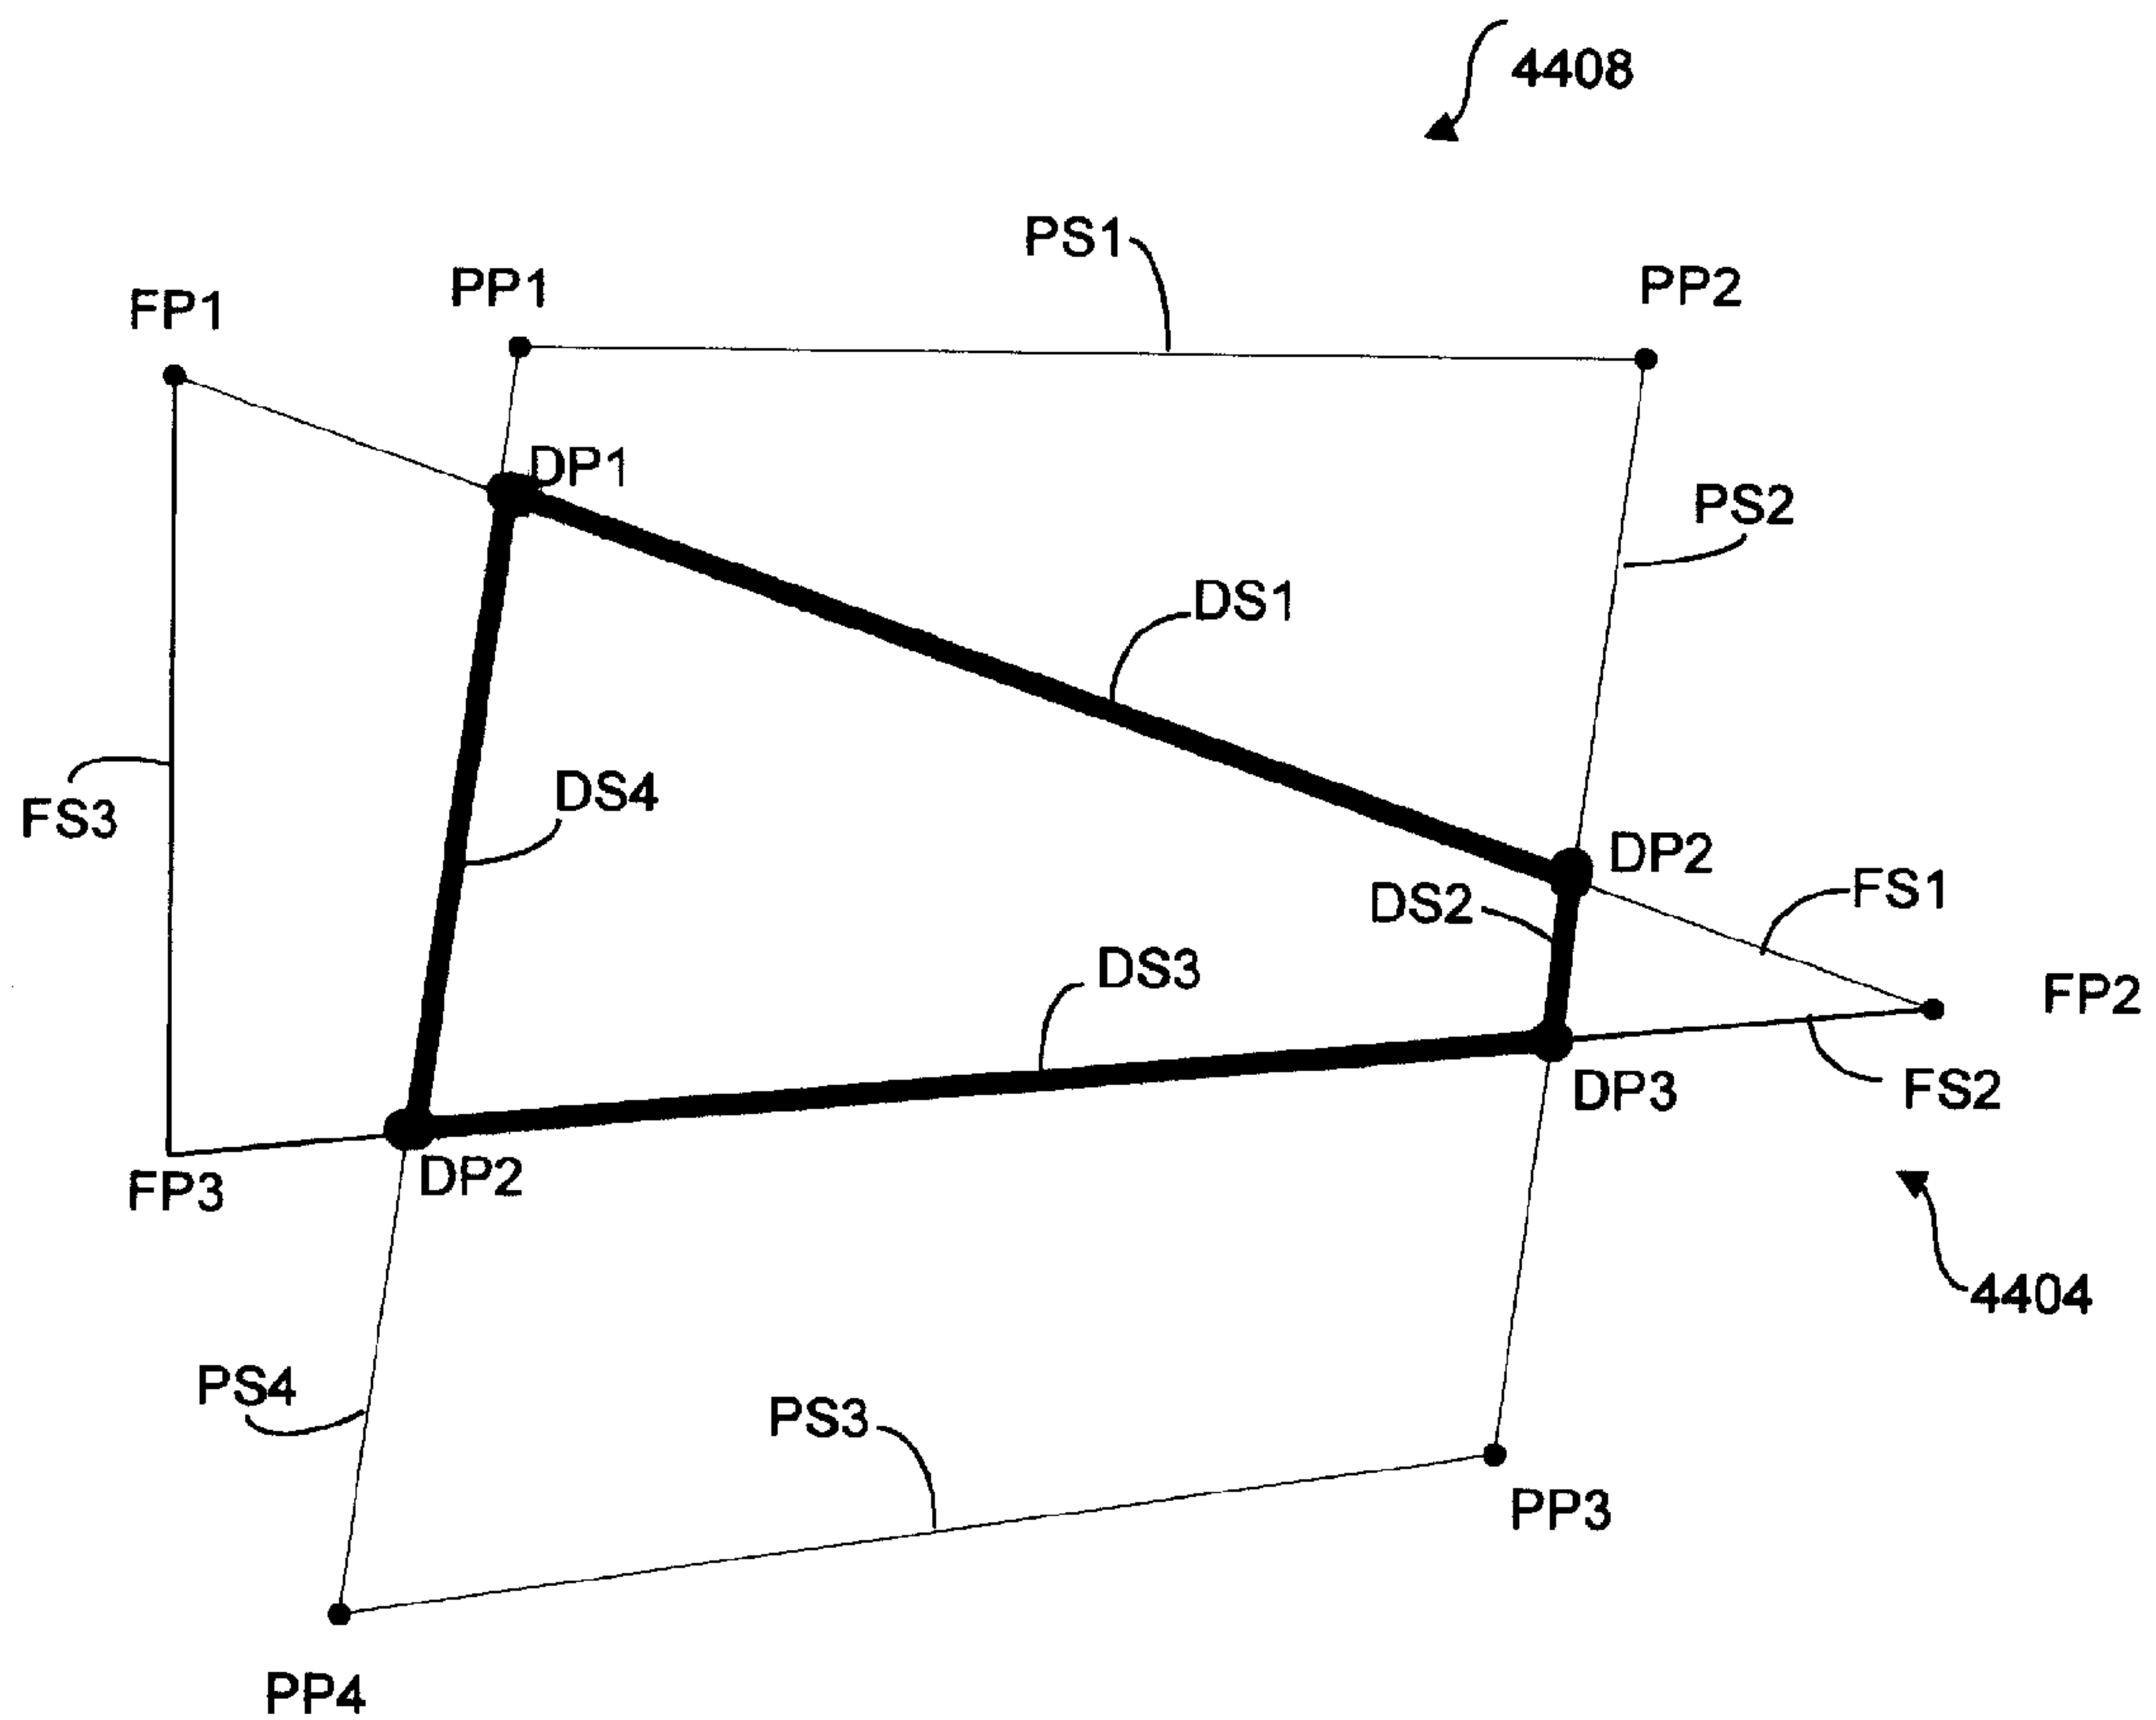 4408
PS1
PP1
PP2
FP1
DP1
PS2
DS1
DS4
FS3
DP2
DS2
FS1
DS3
FP2
DP3
FS2
DP2
FP3
4404
PS4
PS3
PP3
PP4